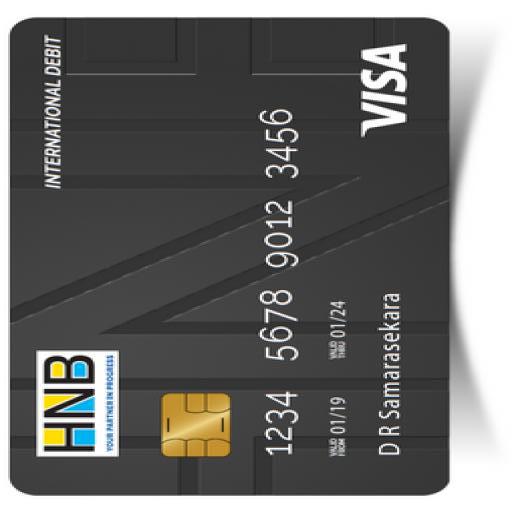 HNB
YOUR PARTNER IN PROGRESS
INTERNATIONAL DEBIT
1234 5678 9012 3456
VALID FROM 01/19 VALID THRU 01/24
D R Samarasekara
VISA